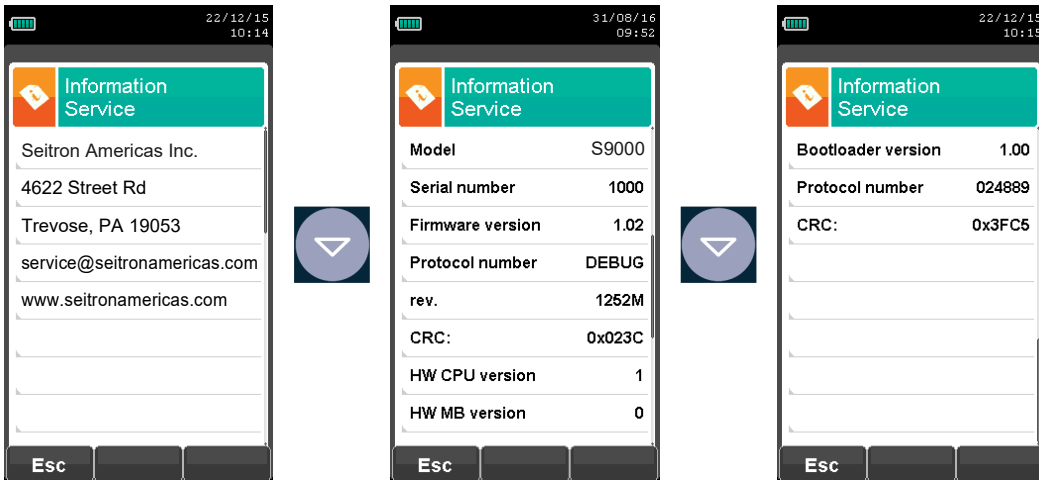 22/12/15
10:14
Information
Service
Seitron Americas Inc.
4622 Street Rd
Trevose, PA 19053
service@seitronamericas.com
www.seitronamericas.com
Esc
31/08/16
09:52
Information
Service
Model S9000
Serial number 1000
Firmware version 1.02
Protocol number DEBUG
rev. 1252M
CRC: 0x023C
HW CPU version 1
HW MB version 0
Esc
22/12/15
10:15
Information
Service
Bootloader version 1.00
Protocol number 024889
CRC: 0x3FC5
Esc